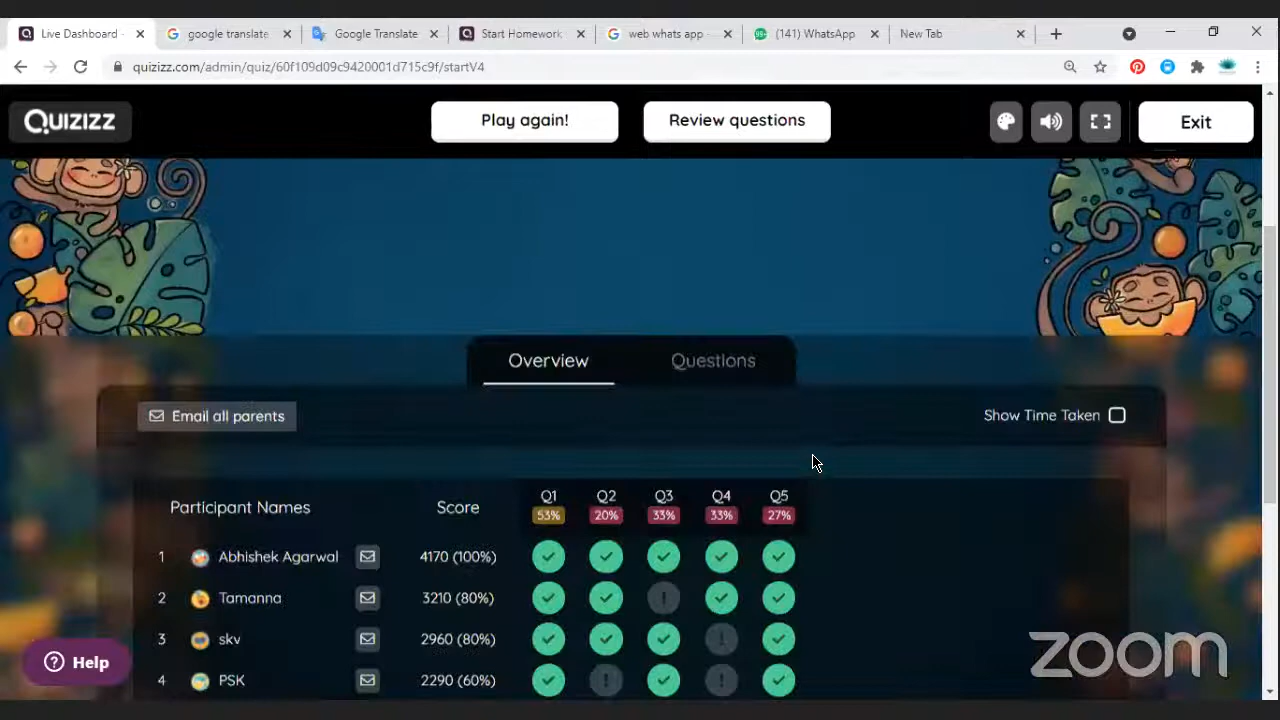 Live Dashboard
google translate
Google Translate
Start Homework
web whats app
99+
(141) WhatsApp
New Tab
quizizz.com/admin/quiz/60f109d09c9420001d715c9f/startV4
QUIZIZZ
Play again!
Review questions
Exit
Overview
Questions
Email all parents
Show Time Taken
Participant Names
Score
Q1 Q2 Q3 Q4 Q5
53% 20% 33% 33% 27%
1 Abhishek Agarwal 4170 (100%)
2 Tamanna 3210 (80%)
3 skv 2960 (80%)
4 PSK 2290 (60%)
? Help
zoom